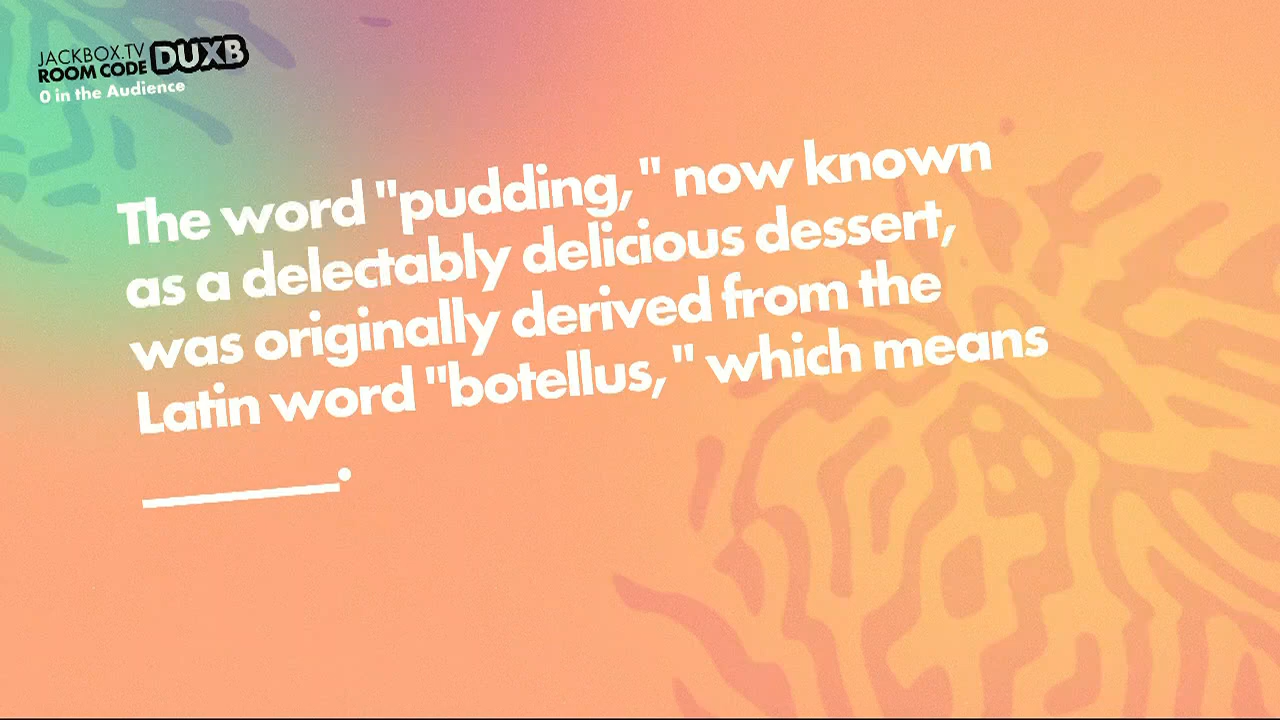 JACKBOX.TV
ROOM CODE DUXB
0 in the Audience
The word "pudding," now known
as a delectably delicious dessert,
was originally derived from the
Latin word "botellus," which means
________.